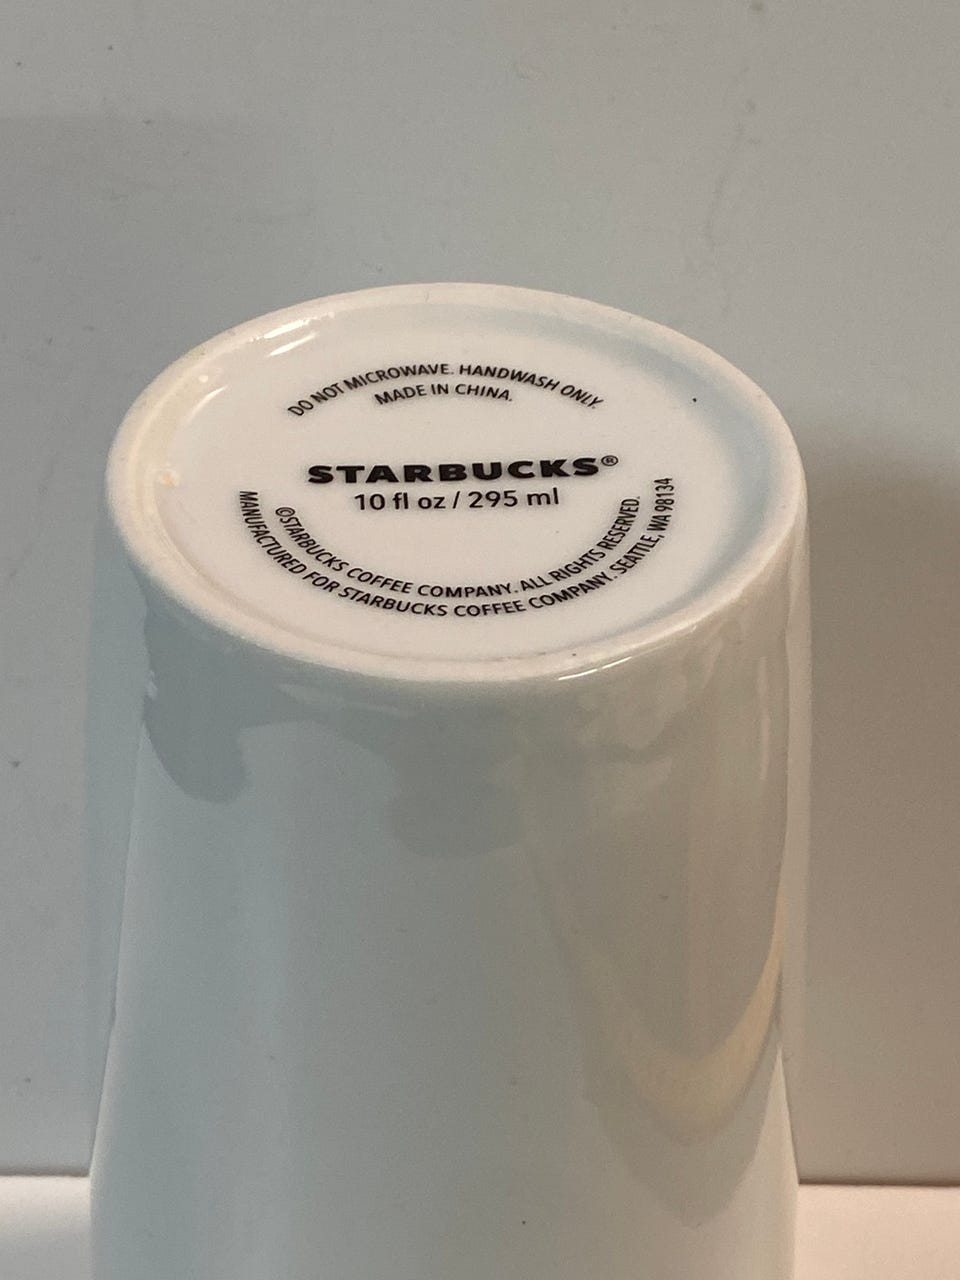 DO NOT MICROWAVE. HANDWASH ONLY.
MADE IN CHINA.
STARBUCKS®
10 fl oz / 295 ml
©STARBUCKS COFFEE COMPANY. ALL RIGHTS RESERVED.
MANUFACTURED FOR STARBUCKS COFFEE COMPANY. SEATTLE, WA 98134